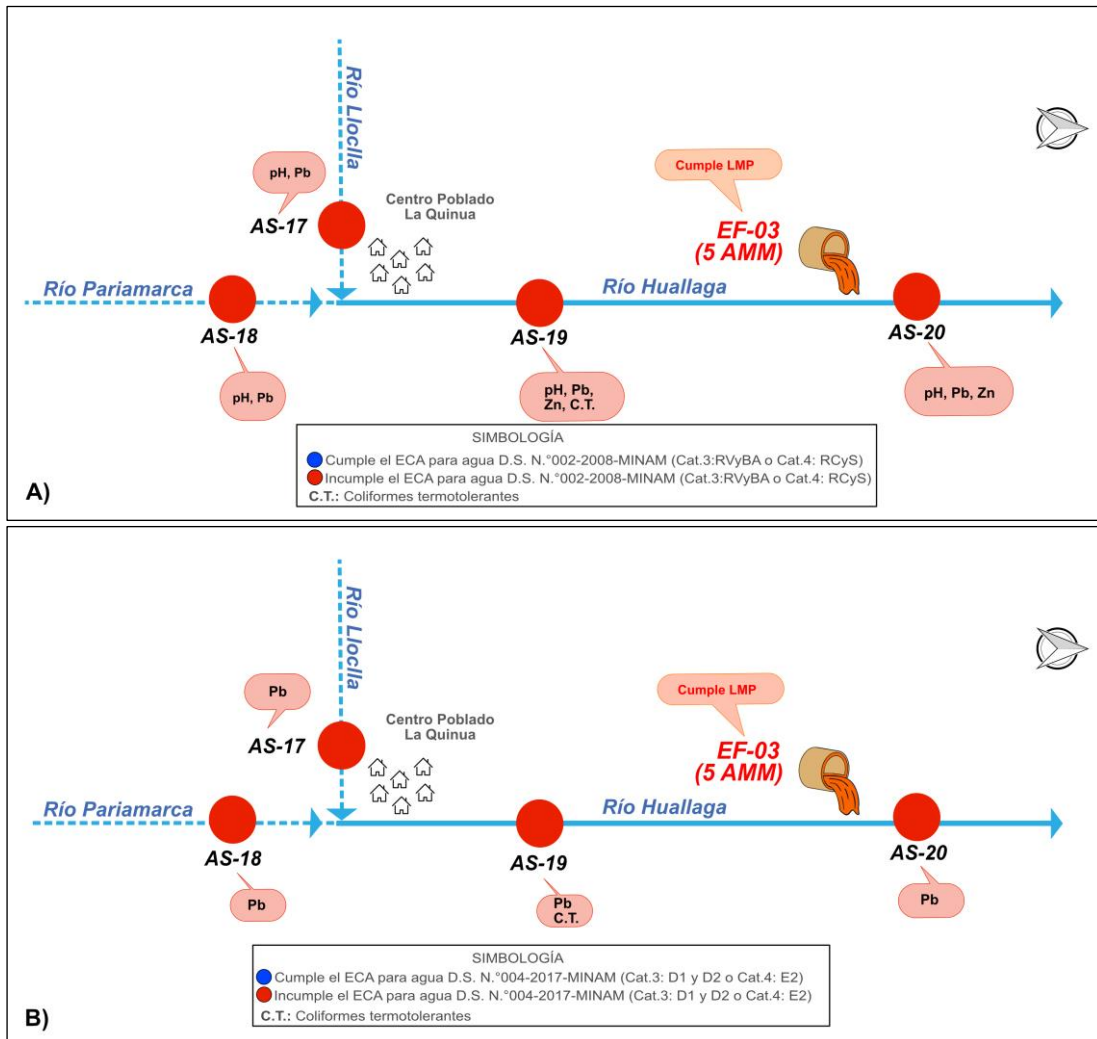 Río Lloclla
pH, Pb
AS-17
Centro Poblado
La Quinua
Cumple LMP
EF-03
(5 AMM)
Río Pariamarca
Río Huallaga
AS-18
AS-19
AS-20
pH, Pb
pH, Pb,
Zn, C.T.
pH, Pb, Zn
SIMBOLOGÍA
Cumple el ECA para agua D.S. N.°002-2008-MINAM (Cat.3:RVyBA o Cat.4: RCyS)
Incumple el ECA para agua D.S. N.°002-2008-MINAM (Cat.3:RVyBA o Cat.4: RCyS)
C.T.: Coliformes termotolerantes
A)
Río Lloclla
Pb
AS-17
Centro Poblado
La Quinua
Cumple LMP
EF-03
(5 AMM)
Río Pariamarca
Río Huallaga
AS-18
AS-19
AS-20
Pb
Pb
C.T.
Pb
SIMBOLOGÍA
Cumple el ECA para agua D.S. N.°004-2017-MINAM (Cat.3: D1 y D2 o Cat.4: E2)
Incumple el ECA para agua D.S. N.°004-2017-MINAM (Cat.3: D1 y D2 o Cat.4: E2)
C.T.: Coliformes termotolerantes
B)